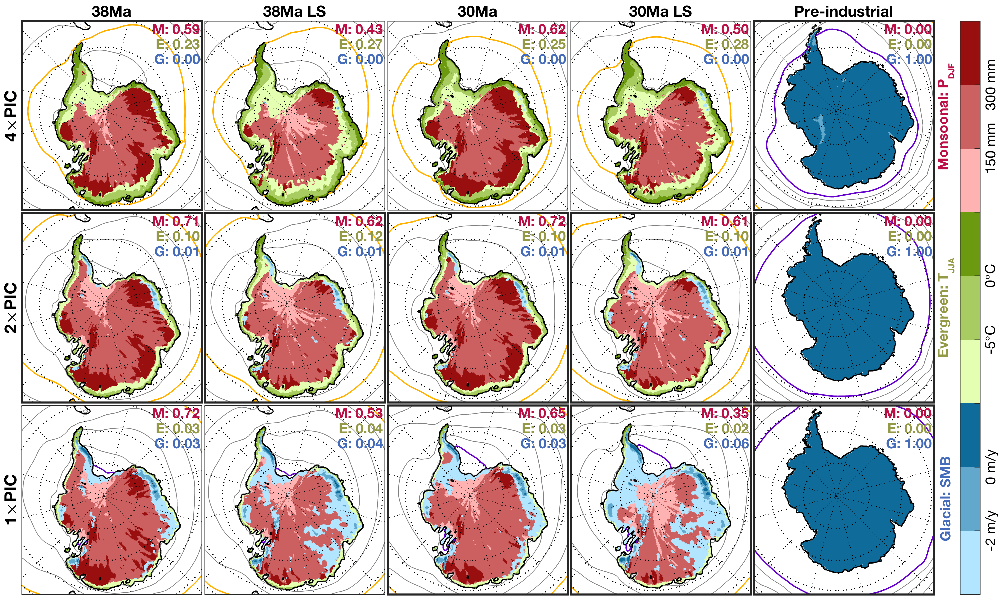 38Ma 38Ma LS 30Ma 30Ma LS Pre-industrial
4×PIC
M: 0.59
E: 0.23
G: 0.00
M: 0.43
E: 0.27
G: 0.00
M: 0.62
E: 0.25
G: 0.00
M: 0.50
E: 0.28
G: 0.00
M: 0.00
E: 0.00
G: 1.00
2×PIC
M: 0.71
E: 0.10
G: 0.01
M: 0.62
E: 0.12
G: 0.01
M: 0.72
E: 0.10
G: 0.01
M: 0.61
E: 0.10
G: 0.01
M: 0.00
E: 0.00
G: 1.00
1×PIC
M: 0.72
E: 0.03
G: 0.03
M: 0.53
E: 0.04
G: 0.04
M: 0.65
E: 0.03
G: 0.03
M: 0.35
E: 0.02
G: 0.06
M: 0.00
E: 0.00
G: 1.00
Monsoonal: PDJF
300 mm
150 mm
Evergreen: TJJA
0°C
-5°C
Glacial: SMB
0 m/y
-2 m/y